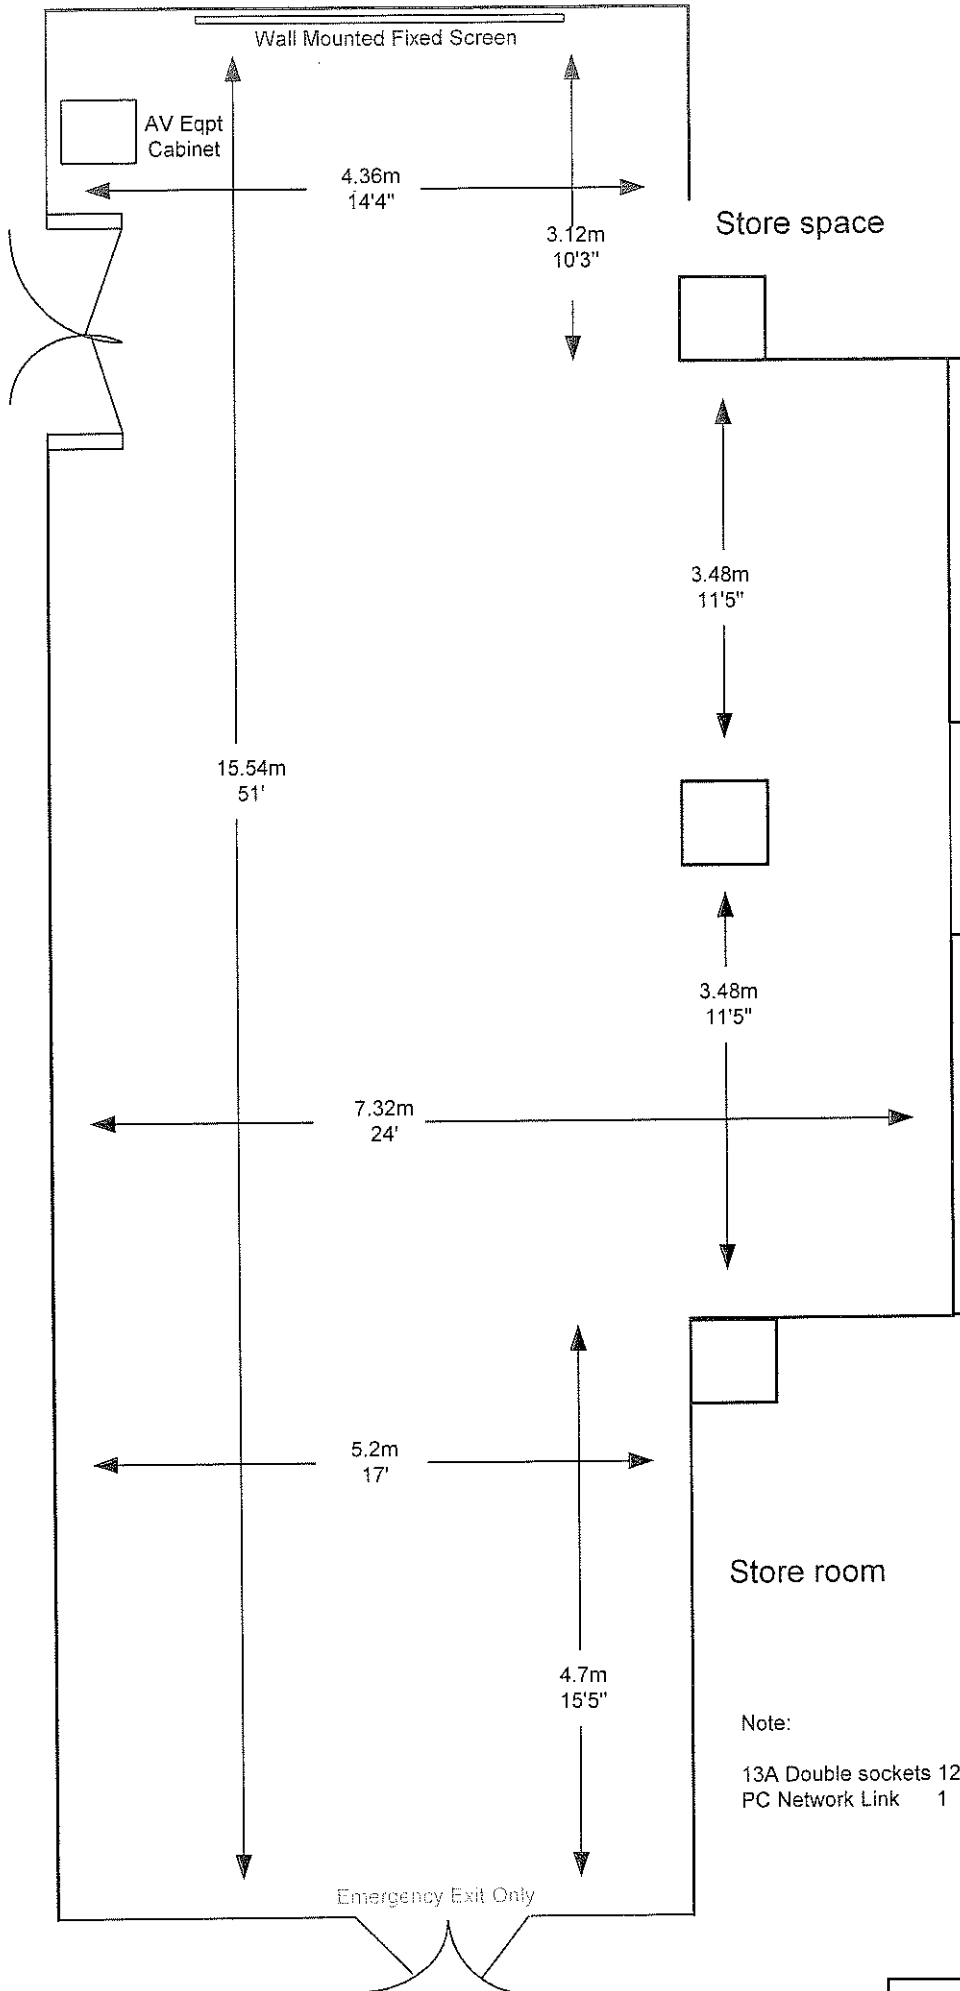 Wall Mounted Fixed Screen
AV Eqpt
Cabinet
4.36m
14'4"
3.12m
10'3"
Store space
3.48m
11'5"
15.54m
51'
3.48m
11'5"
7.32m
24'
5.2m
17'
Store room
4.7m
15'5"
Note:
13A Double sockets 12
PC Network Link 1
Emergency Exit Only